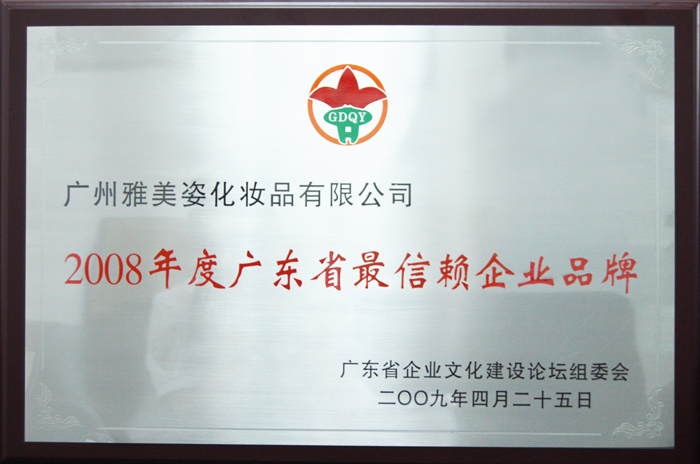 GDQY
广州雅美姿化妆品有限公司
2008年度广东省最信赖企业品牌
广东省企业文化建设论坛组委会
二〇〇九年四月二十五日